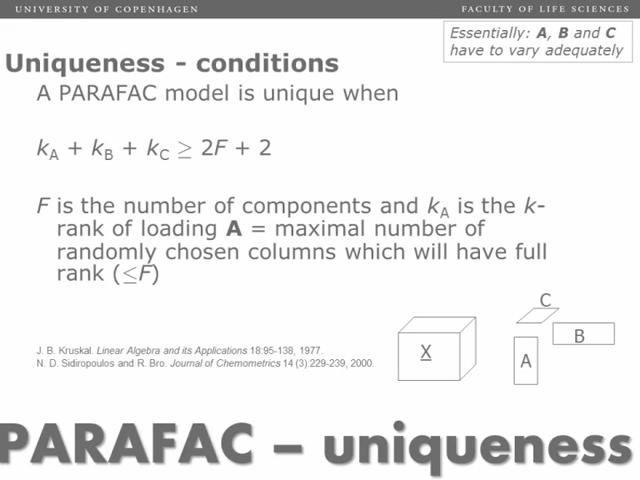 UNIVERSITY OF COPENHAGEN
FACULTY OF LIFE SCIENCES
Essentially: A, B and C
have to vary adequately
Uniqueness - conditions
A PARAFAC model is unique when
kA + kB + kC ≥ 2F + 2
F is the number of components and kA is the k-
rank of loading A = maximal number of
randomly chosen columns which will have full
rank (≤F)
C
B
X
A
J. B. Kruskal. Linear Algebra and its Applications 18:95-138, 1977.
N. D. Sidiropoulos and R. Bro. Journal of Chemometrics 14 (3):229-239, 2000.
PARAFAC – uniqueness